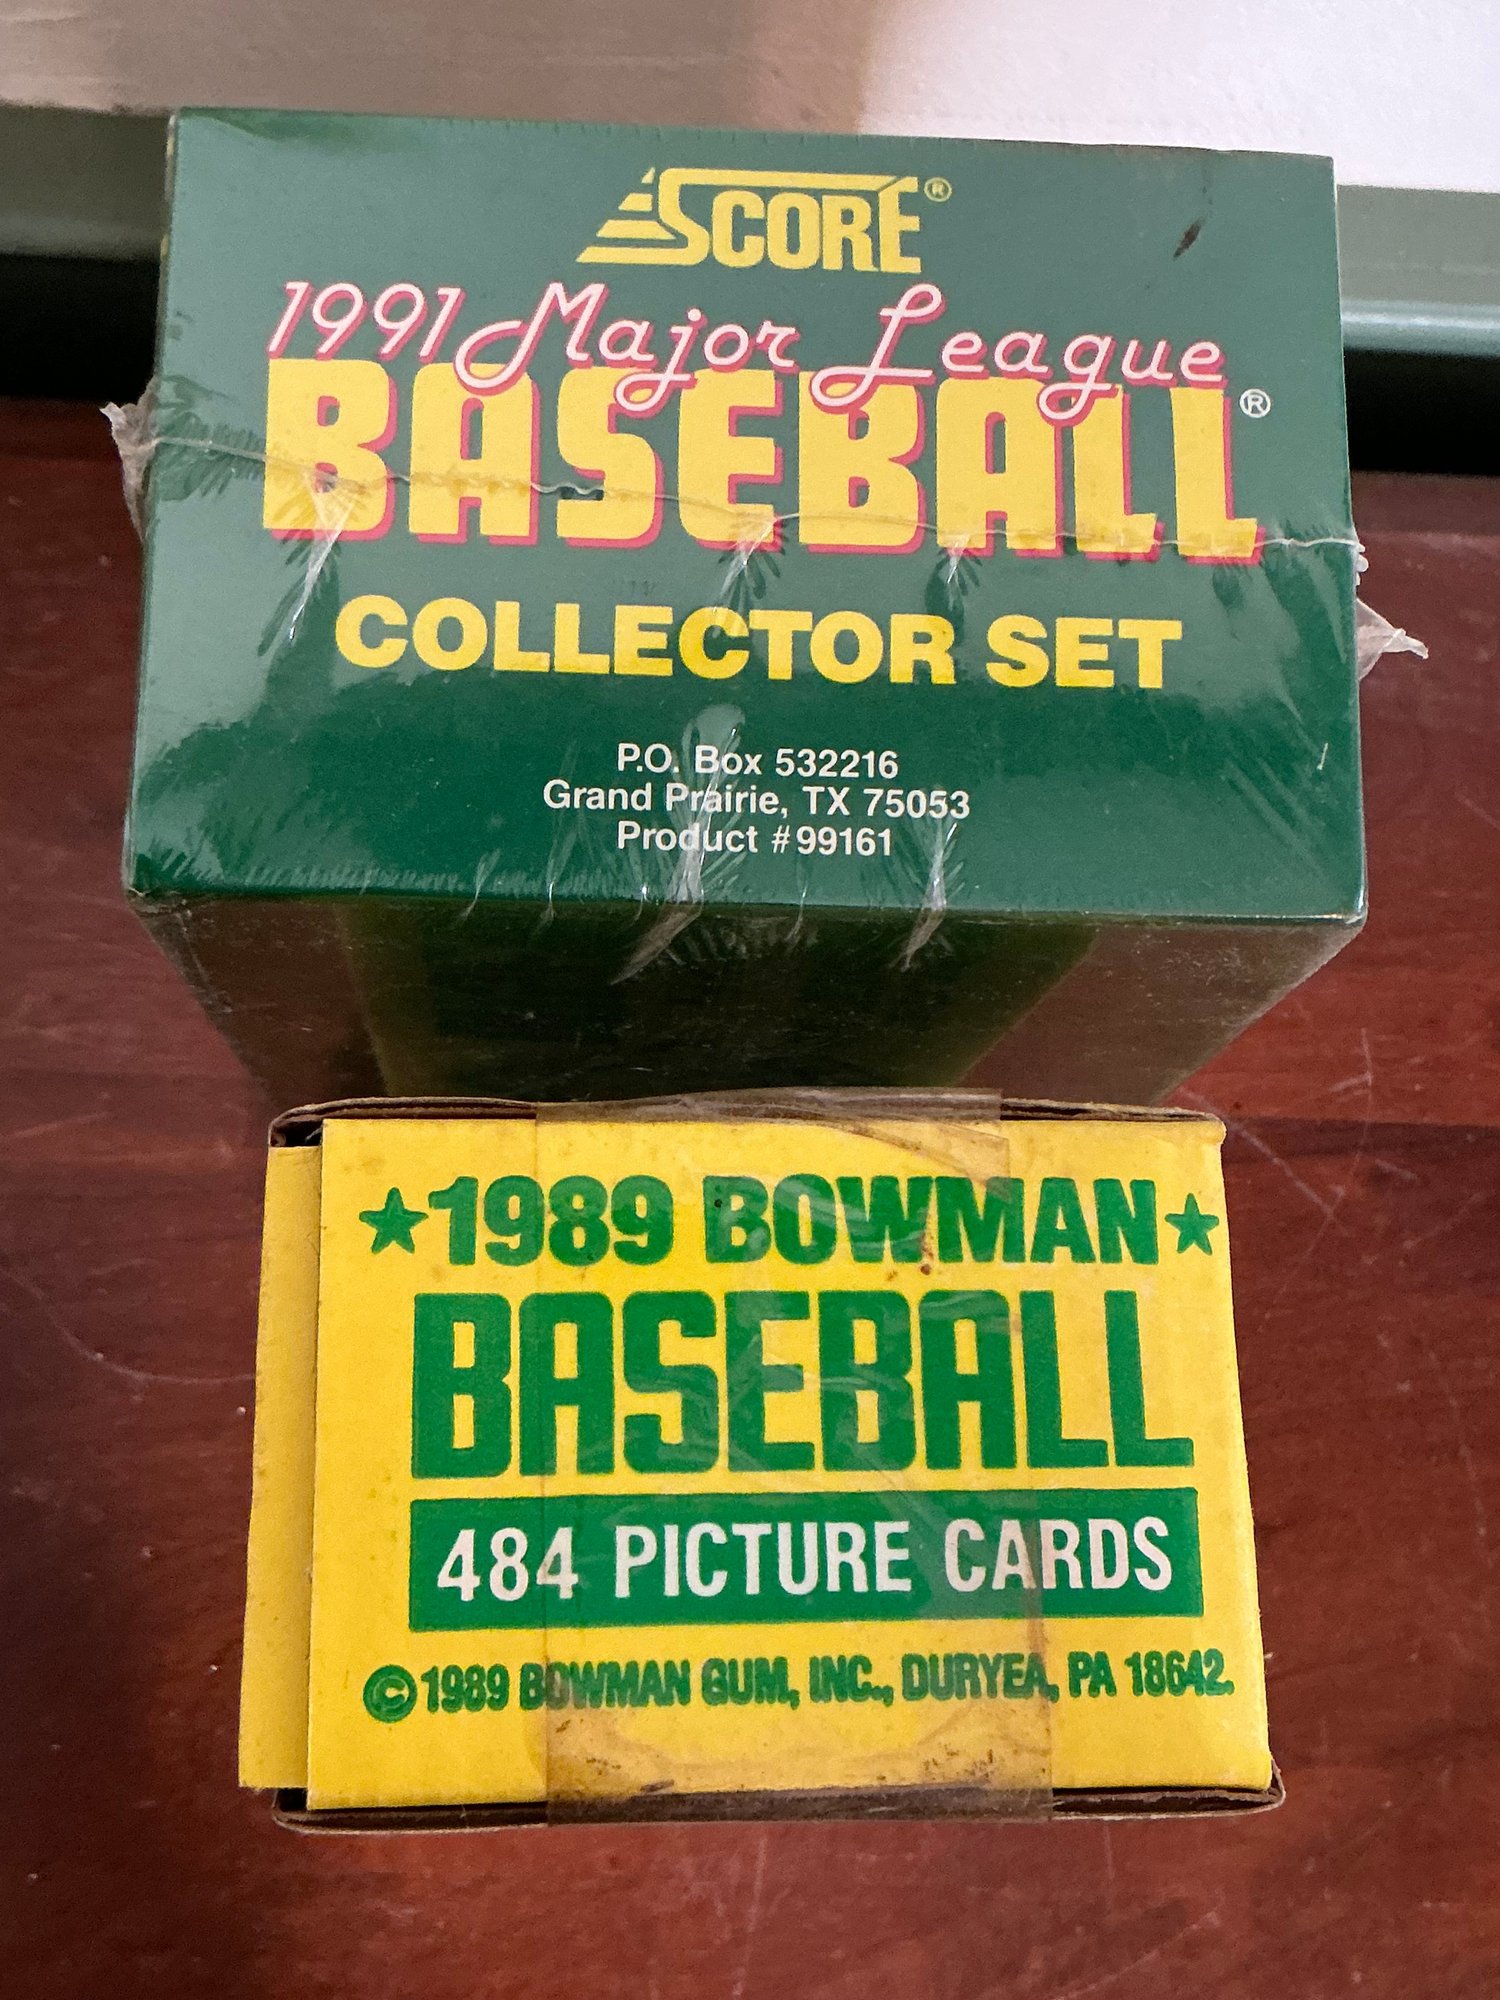 SCORE®
1991 Major League
BASEBALL®
COLLECTOR SET
P.O. Box 532216
Grand Prairie, TX 75053
Product #99161
★1989 BOWMAN★
BASEBALL
484 PICTURE CARDS
© 1989 BOWMAN GUM, INC., DURYEA, PA 18642.